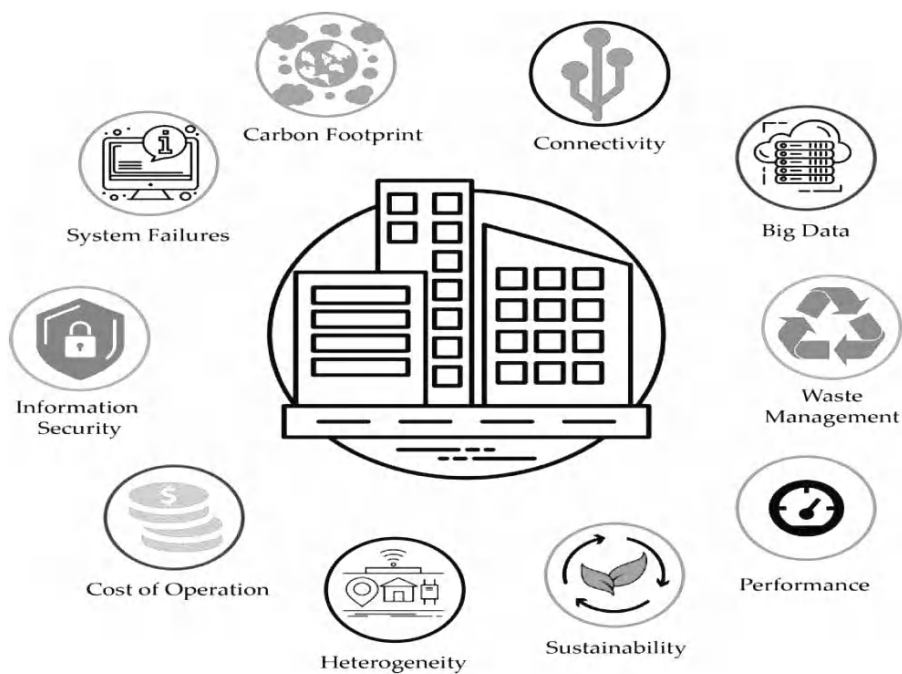 Carbon Footprint
Connectivity
System Failures
i
Big Data
Information
Security
Waste
Management
$
Cost of Operation
Performance
Heterogeneity
Sustainability